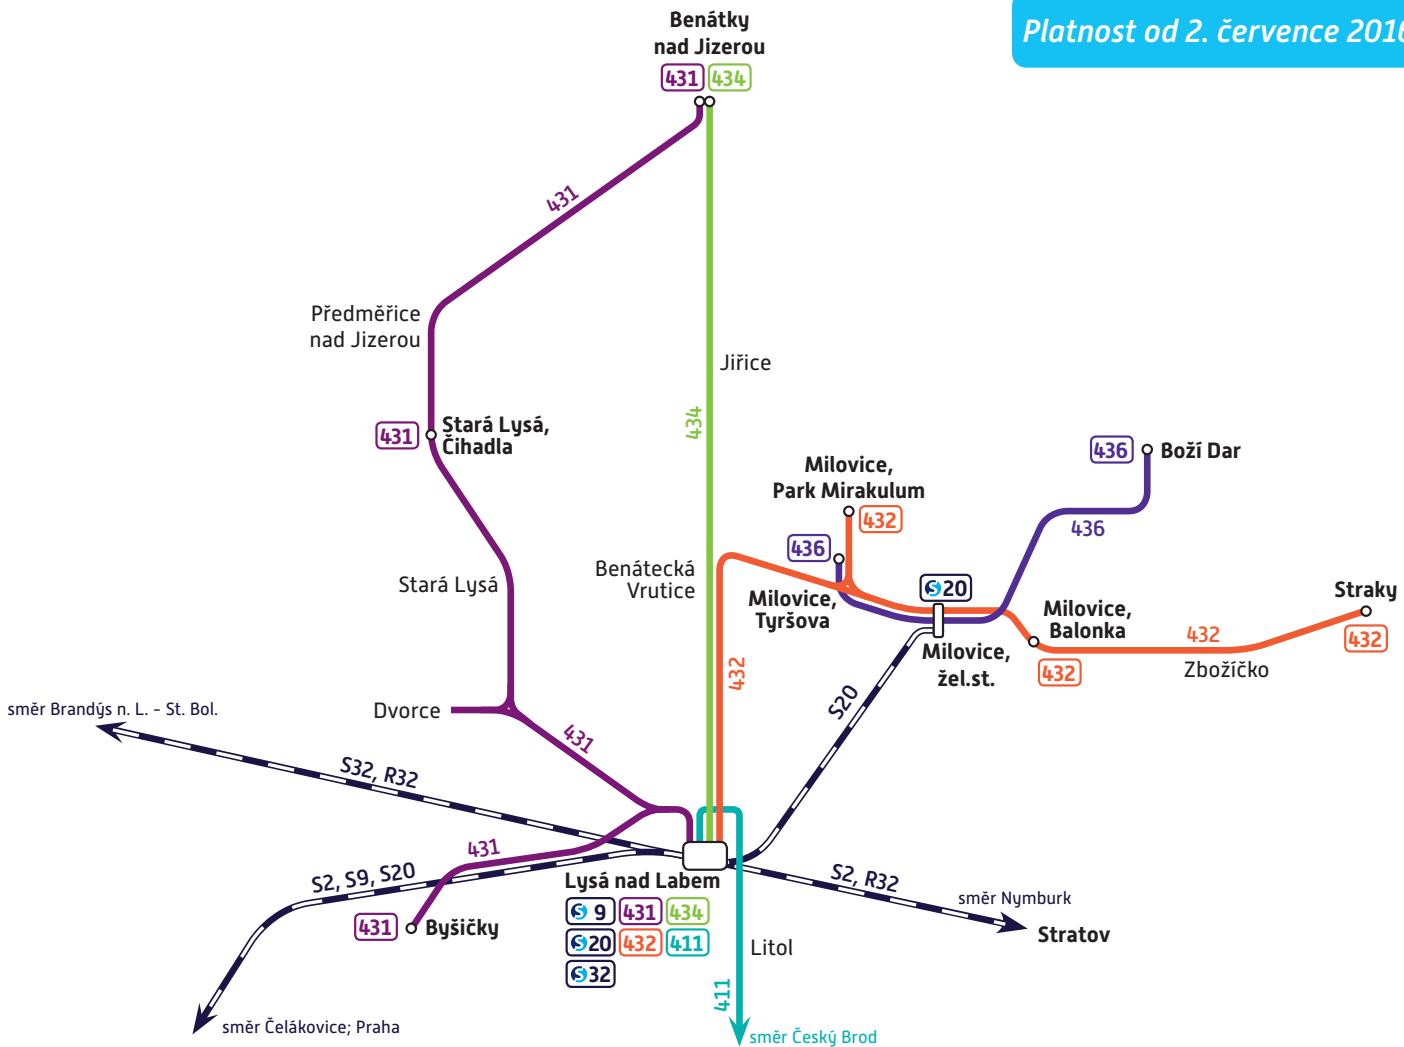 Platnost od 2. července 2016
Benátky
nad Jizerou
431 434
431
Předměřice
nad Jizerou
Jiřice
434
431
Stará Lysá,
Čihadla
Milovice,
Park Mirakulum
432
436
Boží Dar
436
436
Benátecká
Vrutice
Stará Lysá
Milovice,
Tyršova
S20
Milovice,
žel.st.
Milovice,
Balonka
432
432
Zbožíčko
Straky
432
432
S20
Dvorce
431
směr Brandýs n. L. - St. Bol.
S32, R32
431
S2, S9, S20
431
Byšičky
Lysá nad Labem
S 9 431 434
S20 432 411
S32
S2, R32
směr Nymburk
Stratov
Litol
411
směr Čelákovice; Praha
směr Český Brod